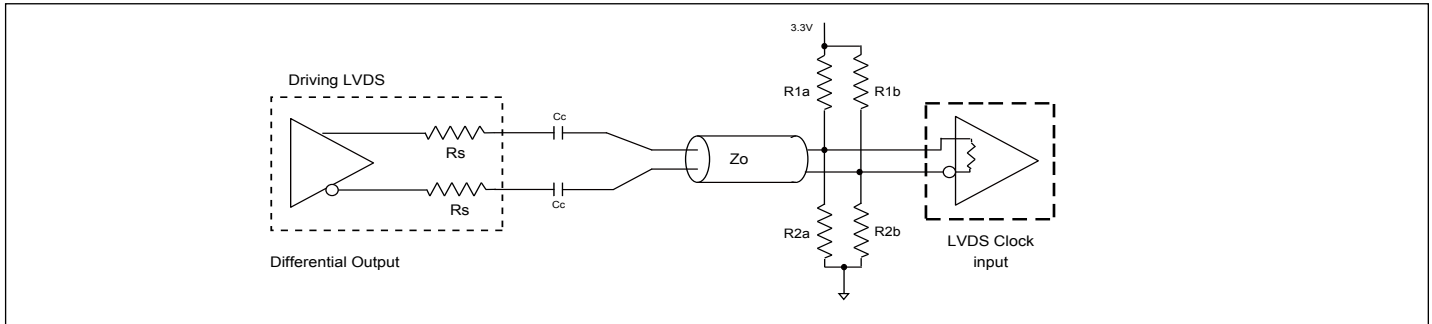 3.3V
Driving LVDS
R1a
R1b
Cc
Rs
Zo
Rs
Cc
R2a
R2b
LVDS Clock
input
Differential Output